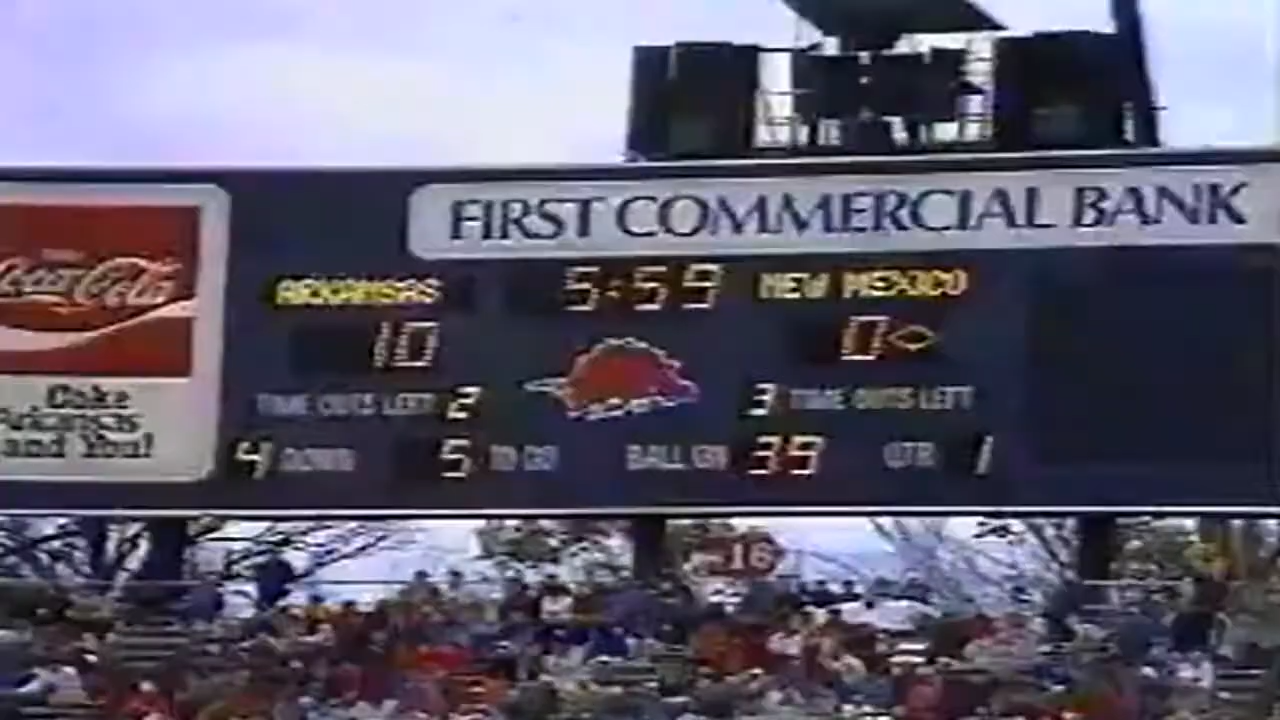 FIRST COMMERCIAL BANK
Coca-Cola
Coke
Arkansas
and You!
ARKANSAS 5:59 NEW MEXICO
10 0
TIME OUTS LEFT 2 3 TIME OUTS LEFT
4 DOWN 5 TO GO BALL ON 39 QTR 1
16